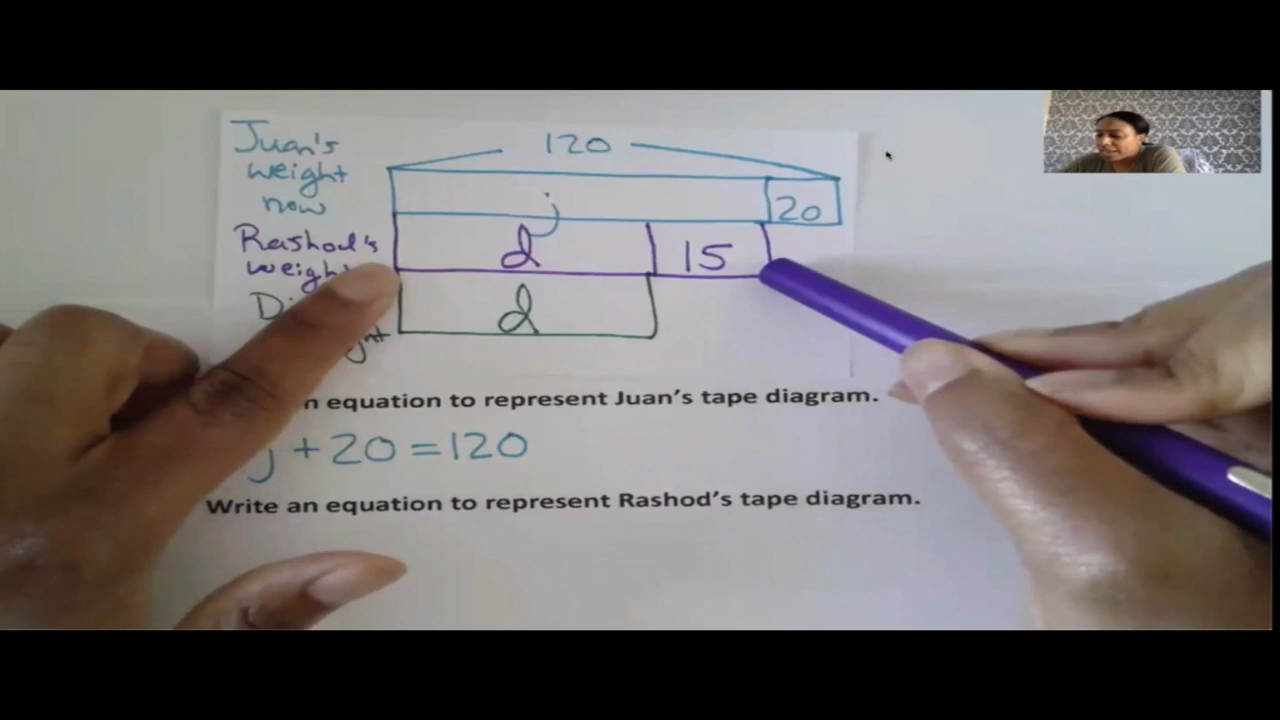 Juan's
120
weight
now
j
20
Rashod's
d
15
weight
d
n equation to represent Juan's tape diagram.
j + 20 = 120
Write an equation to represent Rashod's tape diagram.